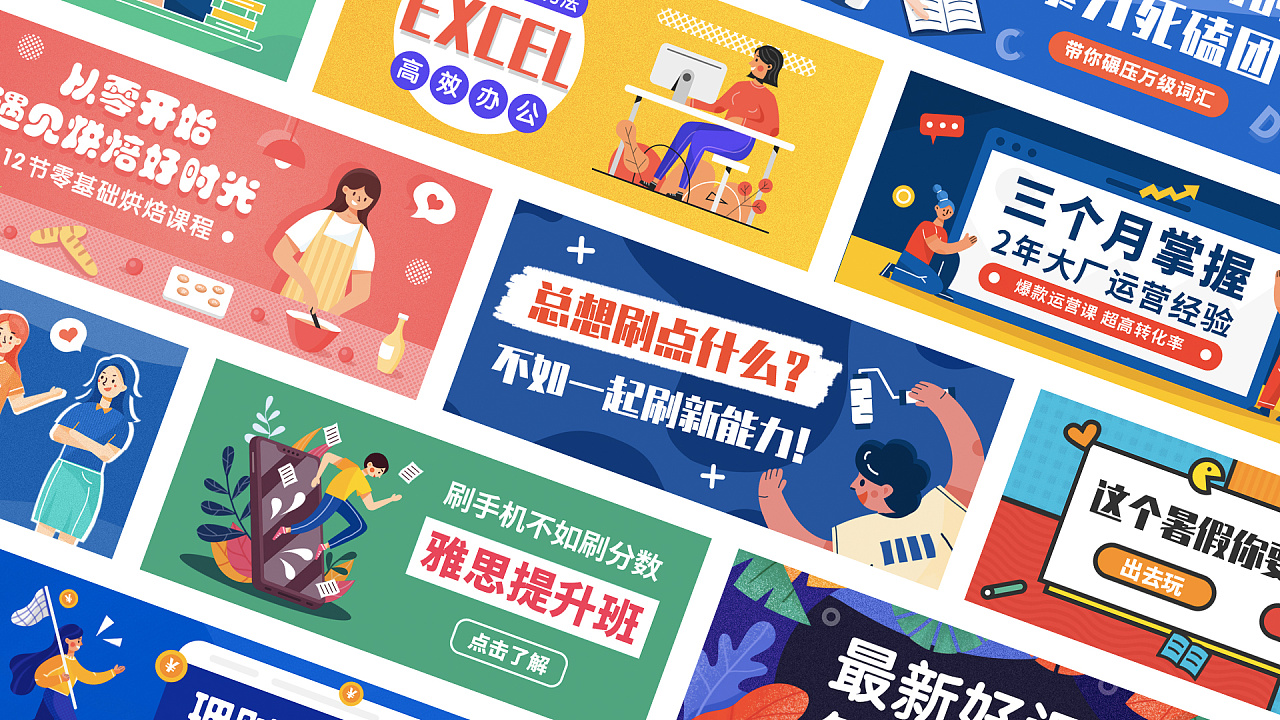 EXCEL
高效办公
死磕团
带你碾压万级词汇
从零开始
遇见烘焙好时光
12节零基础烘焙课程
三个月掌握
2年大厂运营经验
爆款运营课 超高转化率
总想刷点什么?
不如一起刷新能力!
刷手机不如刷分数
雅思提升班
点击了解
这个暑假你要
出去玩
最新好